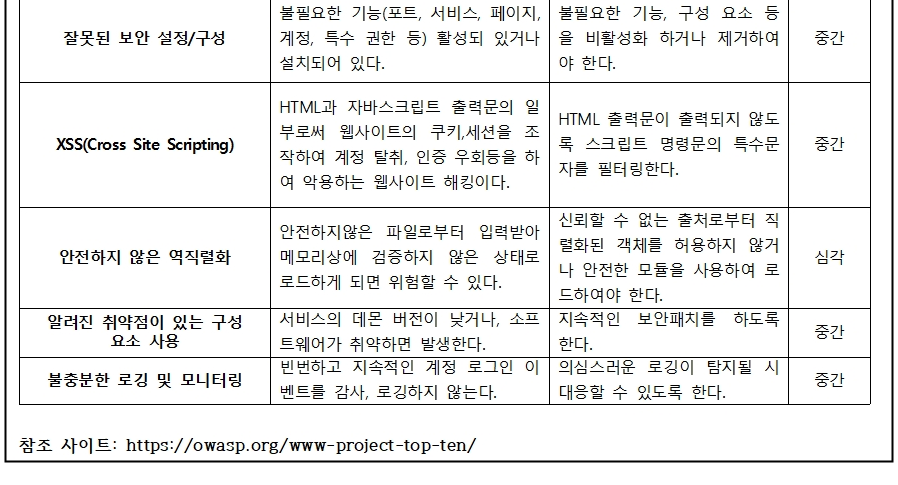 잘못된 보안 설정/구성
불필요한 기능(포트, 서비스, 페이지,
계정, 특수 권한 등) 활성되 있거나
설치되어 있다.
불필요한 기능, 구성 요소 등
을 비활성화 하거나 제거하여
야 한다.
중간
XSS(Cross Site Scripting)
HTML과 자바스크립트 출력문의 일
부로써 웹사이트의 쿠키,세션을 조
작하여 계정 탈취, 인증 우회등을 하
여 악용하는 웹사이트 해킹이다.
HTML 출력문이 출력되지 않도
록 스크립트 명령문의 특수문
자를 필터링한다.
중간
안전하지 않은 역직렬화
안전하지않은 파일로부터 입력받아
메모리상에 검증하지 않은 상태로
로드하게 되면 위험할 수 있다.
신뢰할 수 없는 출처로부터 직
렬화된 객체를 허용하지 않거
나 안전한 모듈을 사용하여 로
드하여야 한다.
심각
알려진 취약점이 있는 구성
요소 사용
서비스의 데몬 버전이 낮거나, 소프
트웨어가 취약하면 발생한다.
지속적인 보안패치를 하도록
한다.
중간
불충분한 로깅 및 모니터링
빈번하고 지속적인 계정 로그인 이
벤트를 감사, 로깅하지 않는다.
의심스러운 로깅이 탐지될 시
대응할 수 있도록 한다.
중간
참조 사이트: https://owasp.org/www-project-top-ten/